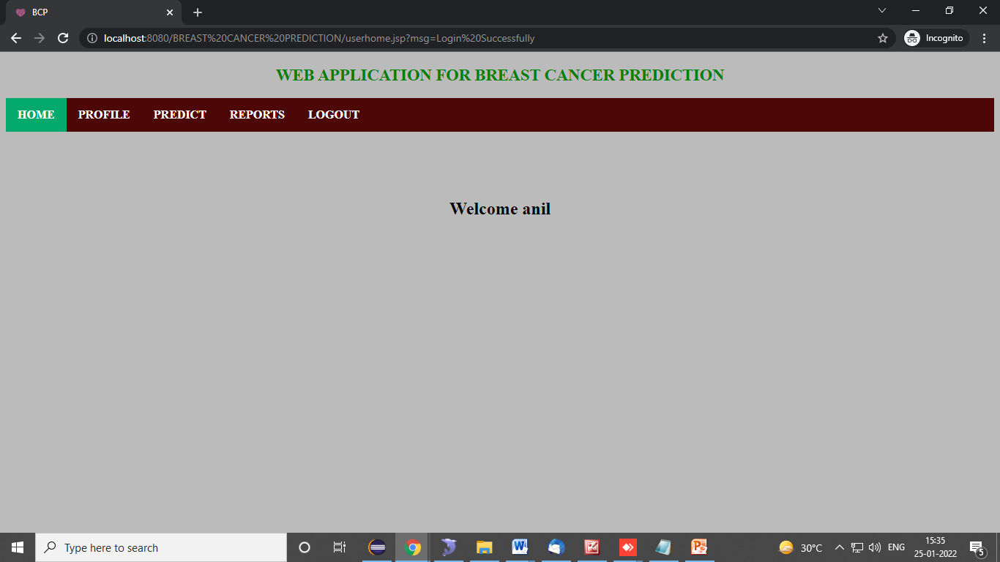 BCP
localhost:8080/BREAST%20CANCER%20PREDICTION/userhome.jsp?msg=Login%20Successfully
Incognito
WEB APPLICATION FOR BREAST CANCER PREDICTION
HOME PROFILE PREDICT REPORTS LOGOUT
Welcome anil
Type here to search
30°C
ENG
15:35
25-01-2022
5